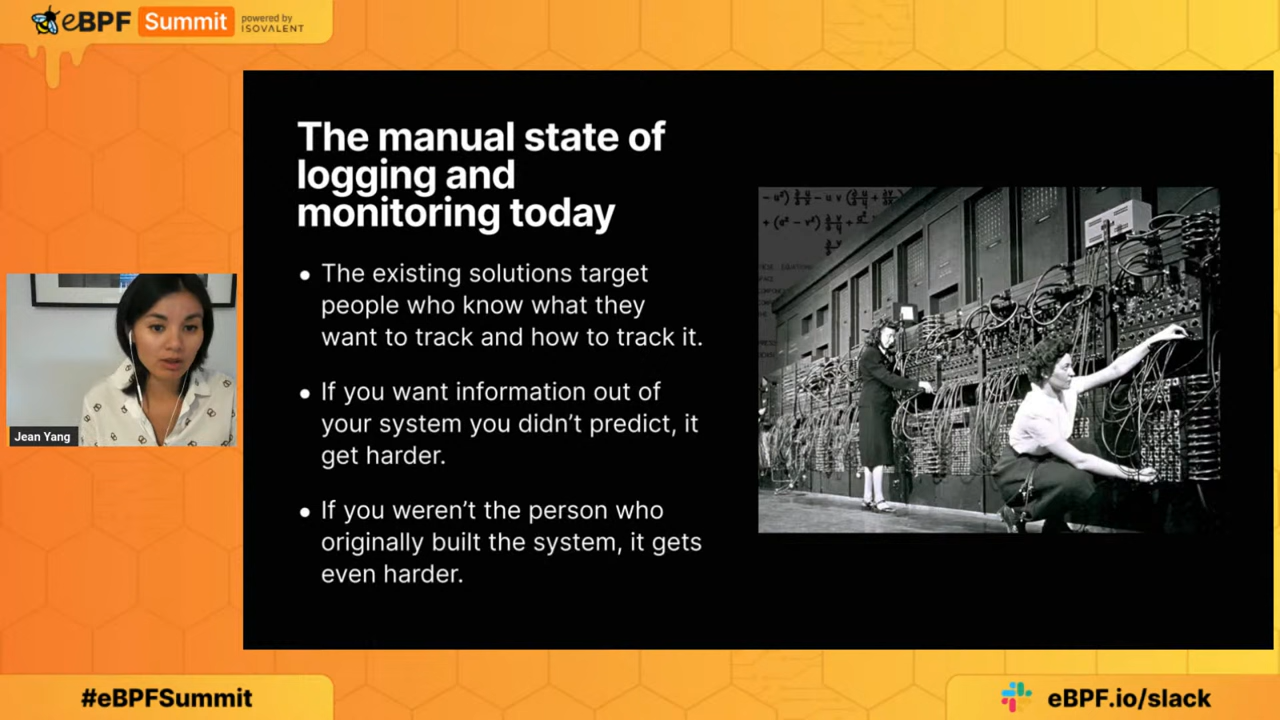 eBPF Summit powered by
ISOVALENT
The manual state of
logging and
monitoring today
• The existing solutions target
people who know what they
want to track and how to track it.
• If you want information out of
your system you didn’t predict, it
get harder.
• If you weren’t the person who
originally built the system, it gets
even harder.
Jean Yang
#eBPFSummit
eBPF.io/slack